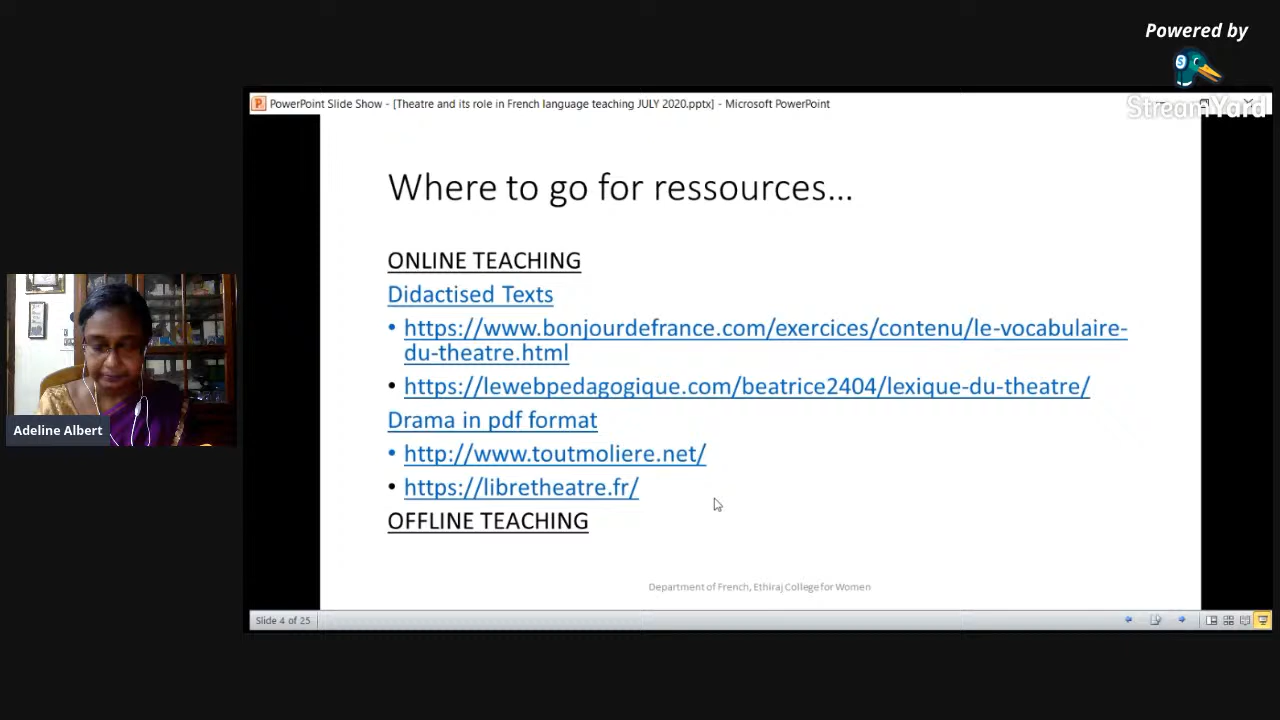 Powered by
StreamYard
PowerPoint Slide Show - [Theatre and its role in French language teaching JULY 2020.pptx] - Microsoft PowerPoint
Where to go for ressources...
ONLINE TEACHING
Didactised Texts
• https://www.bonjourdefrance.com/exercices/contenu/le-vocabulaire-
du-theatre.html
• https://lewebpedagogique.com/beatrice2404/lexique-du-theatre/
Drama in pdf format
• http://www.toutmoliere.net/
• https://libretheatre.fr/
OFFLINE TEACHING
Department of French, Ethiraj College for Women
Slide 4 of 25
Adeline Albert